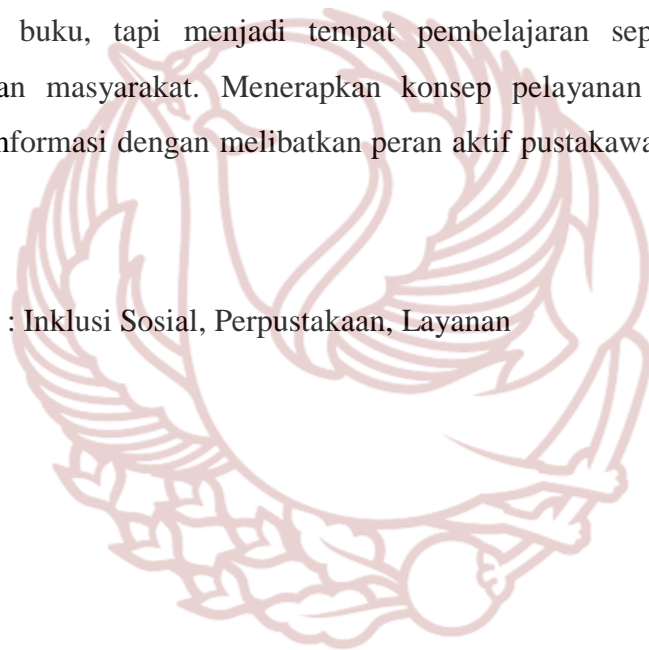 buku, tapi menjadi tempat pembelajaran sep
an masyarakat. Menerapkan konsep pelayanan
nformasi dengan melibatkan peran aktif pustakawa
: Inklusi Sosial, Perpustakaan, Layanan